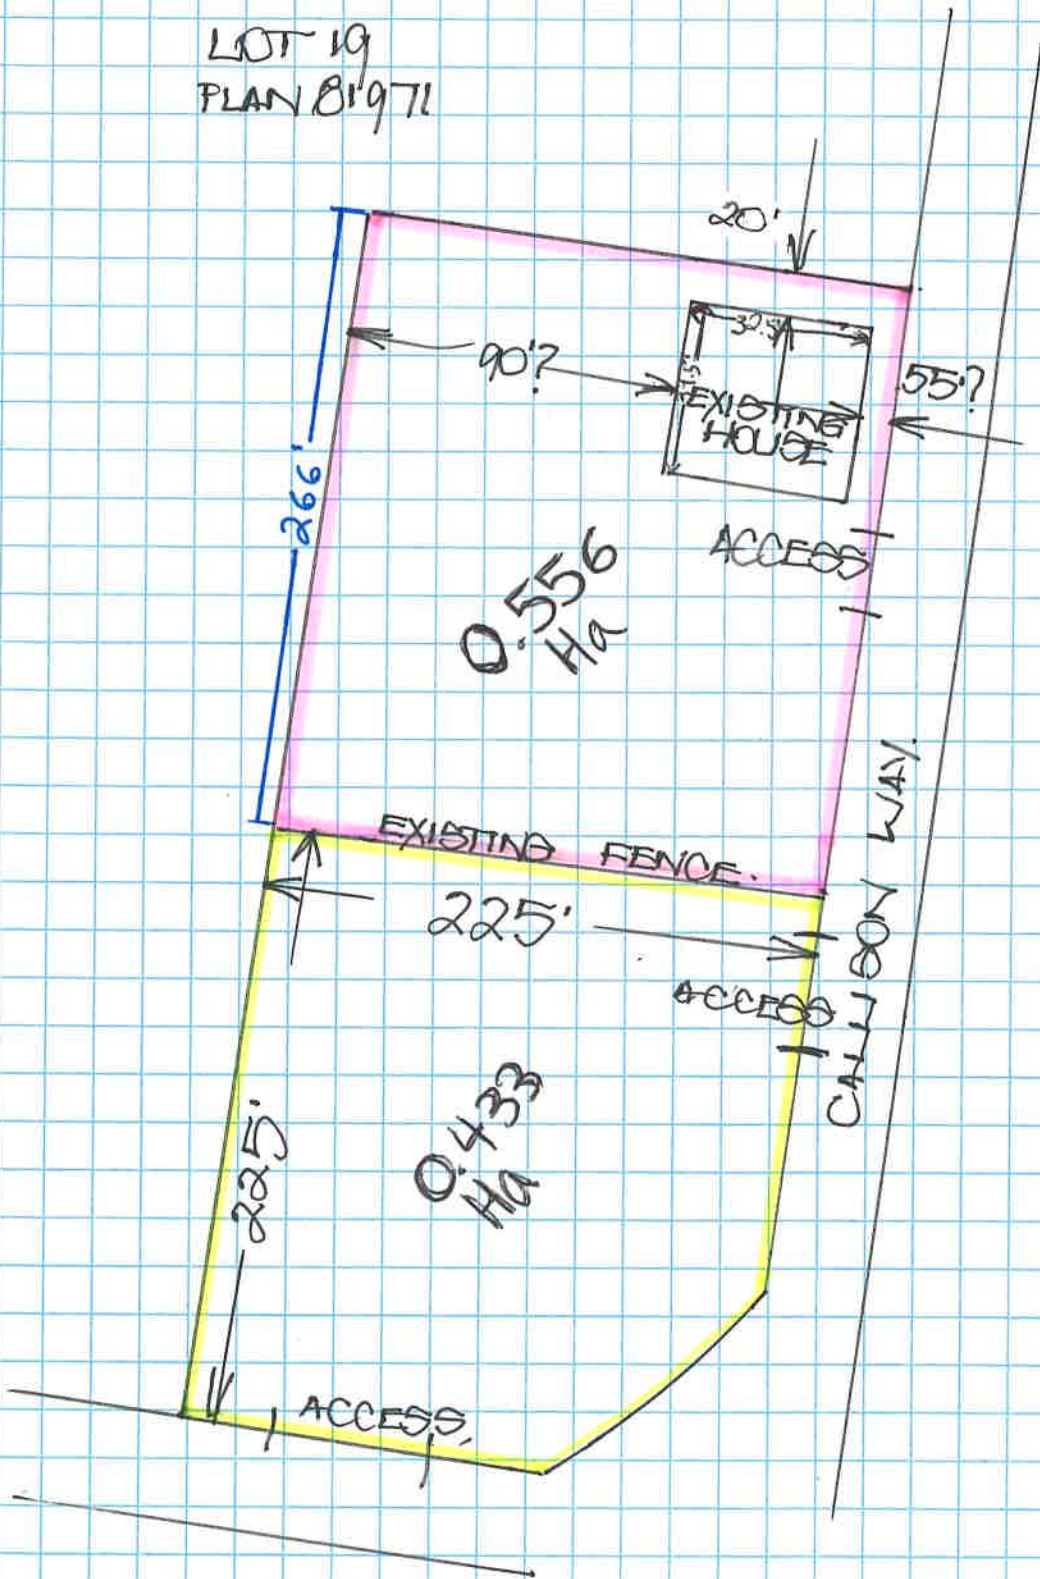 LOT 19
PLAN 81971
20'
32.5'
90'?
55'?
EXISTING
HOUSE
266'
ACCESS
0.556
Ha
EXISTING FENCE.
225'
ACCESS
CALLISON WAY.
0.433
Ha
225'
ACCESS,